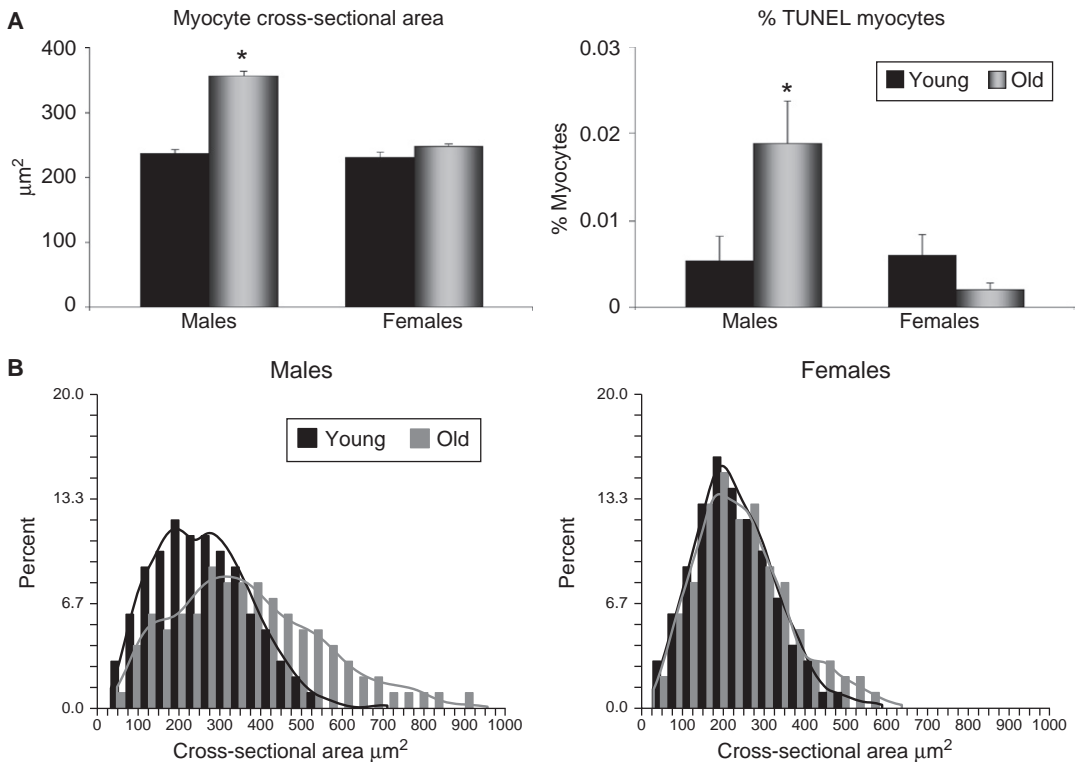 A
Myocyte cross-sectional area
400
300
200
100
0
μm²
*
Males
Females
% TUNEL myocytes
0.03
0.02
0.01
0
% Myocytes
Young
Old
*
Males
Females
B
Males
20.0
13.3
6.7
0.0
Percent
Young
Old
0 100 200 300 400 500 600 700 800 900 1000
Cross-sectional area μm²
Females
20.0
13.3
6.7
0.0
Percent
0 100 200 300 400 500 600 700 800 900 1000
Cross-sectional area μm²